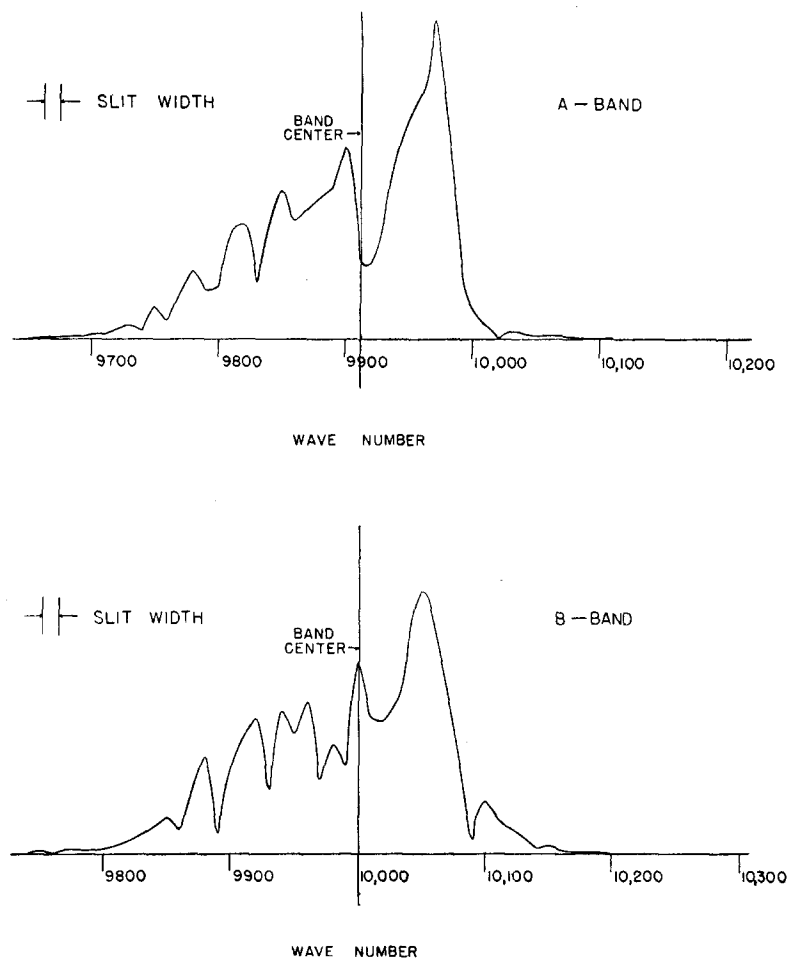 SLIT WIDTH
A – BAND
BAND
CENTER
9700 9800 9900 10,000 10,100 10,200
WAVE NUMBER
SLIT WIDTH
B – BAND
BAND
CENTER
9800 9900 10,000 10,100 10,200 10,300
WAVE NUMBER